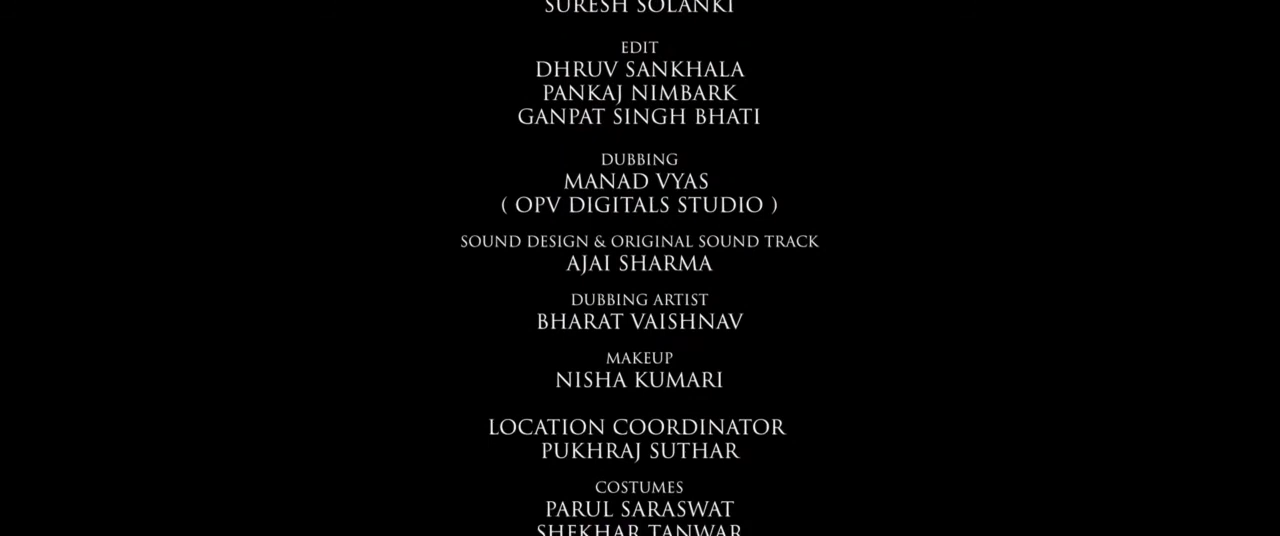 SURESH SOLANKI
EDIT
DHRUV SANKHALA
PANKAJ NIMBARK
GANPAT SINGH BHATI
DUBBING
MANAD VYAS
( OPV DIGITALS STUDIO )
SOUND DESIGN & ORIGINAL SOUND TRACK
AJAI SHARMA
DUBBING ARTIST
BHARAT VAISHNAV
MAKEUP
NISHA KUMARI
LOCATION COORDINATOR
PUKHRAJ SUTHAR
COSTUMES
PARUL SARASWAT
SHEKHAR TANWAR